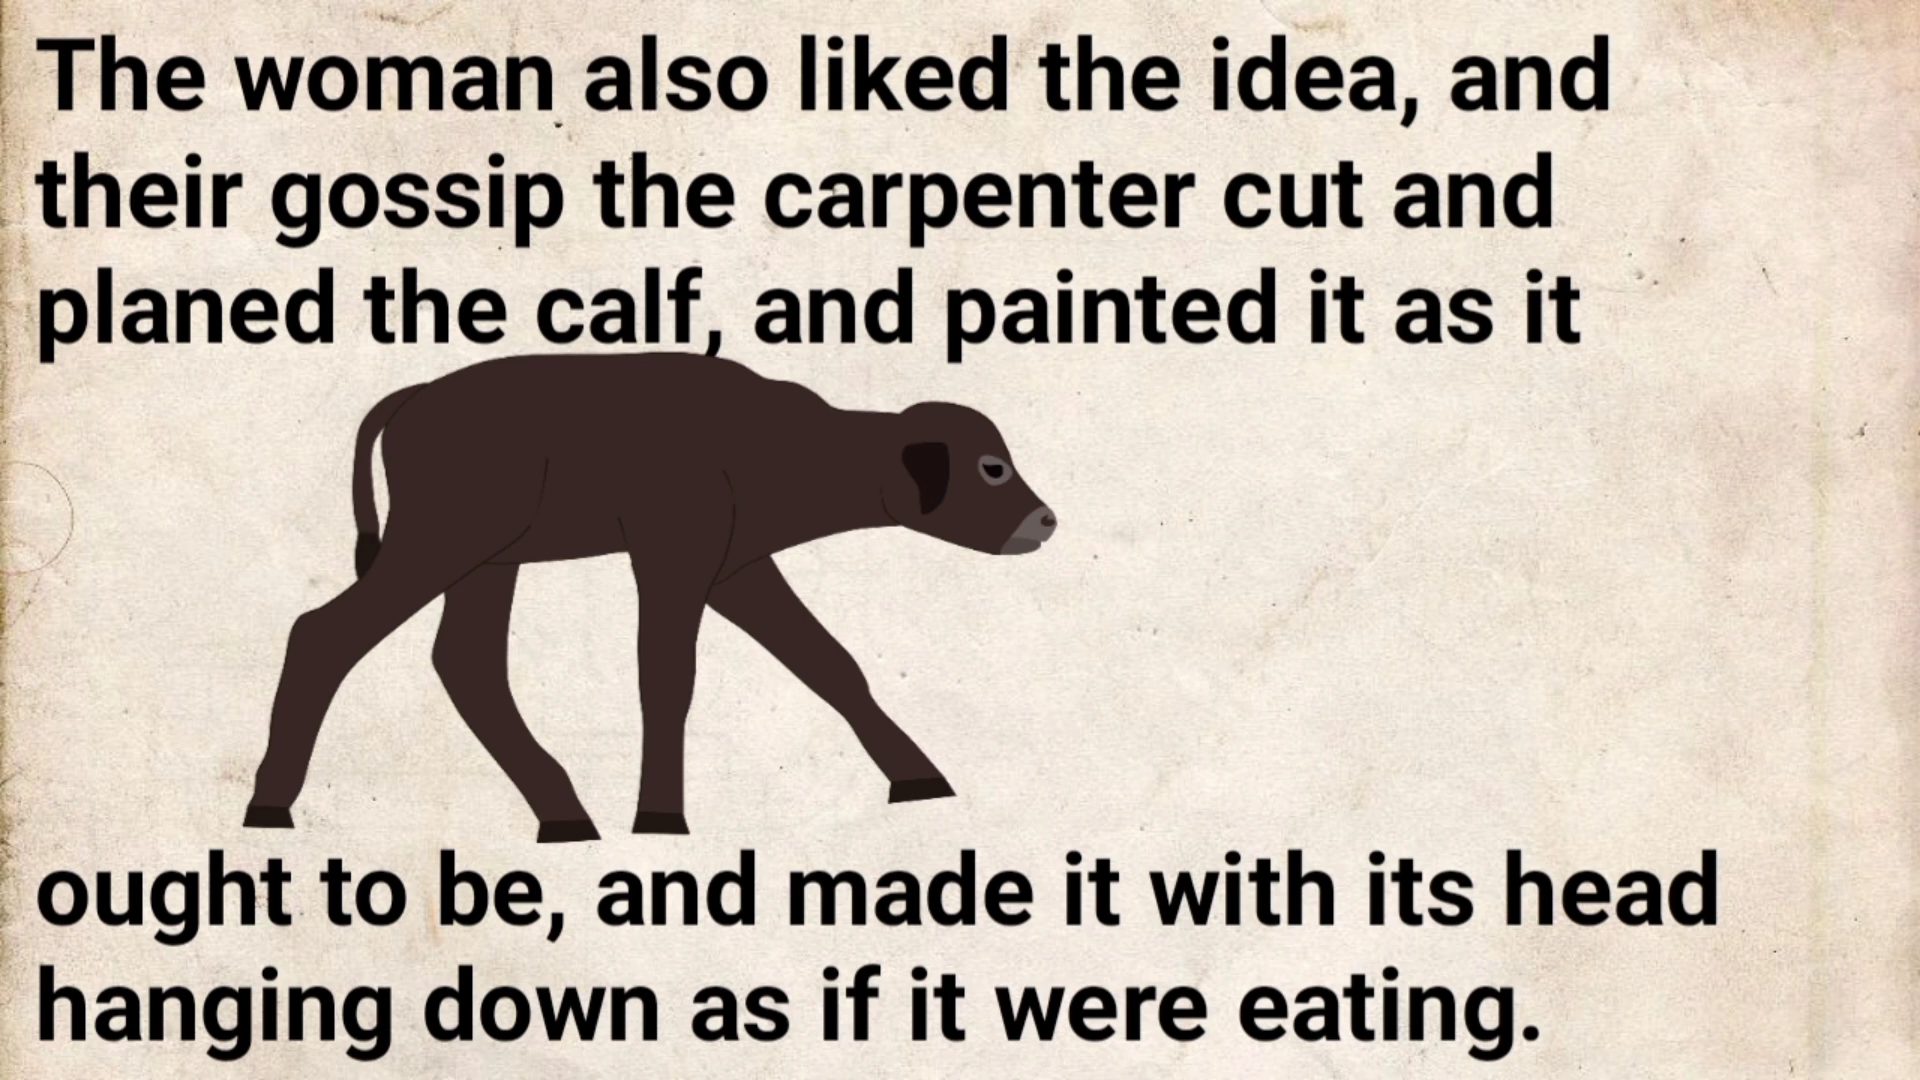 The woman also liked the idea, and
their gossip the carpenter cut and
planed the calf, and painted it as it
ought to be, and made it with its head
hanging down as if it were eating.